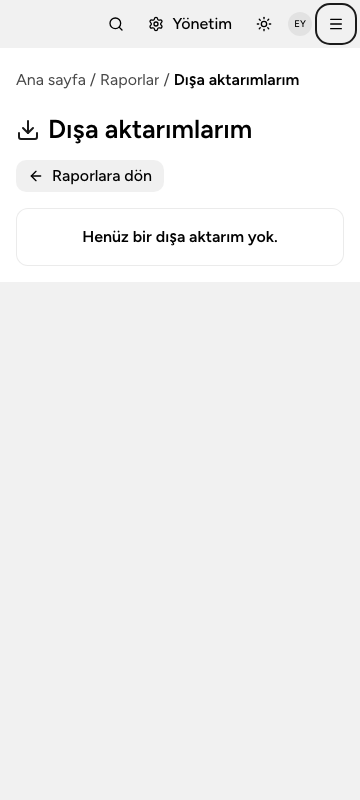 Yönetim
EY
Ana sayfa / Raporlar / Dışa aktarımlarım
Dışa aktarımlarım
Raporlara dön
Henüz bir dışa aktarım yok.